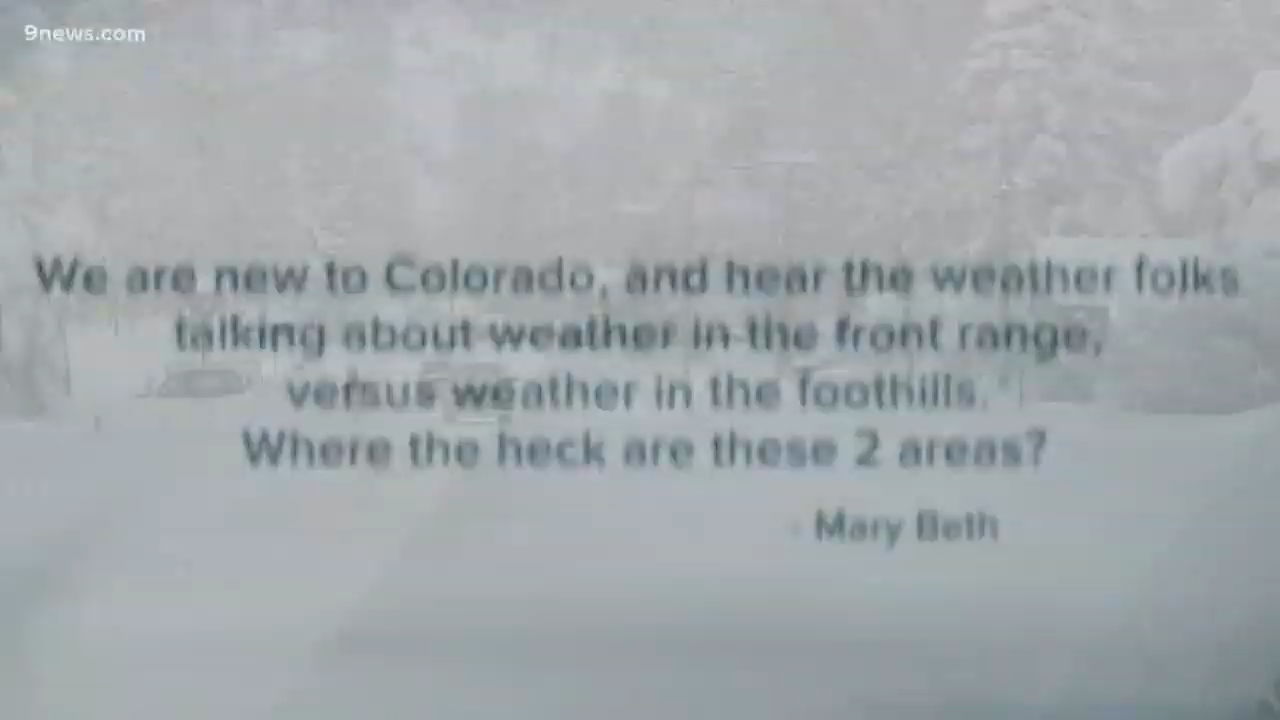 9news.com
We are new to Colorado, and hear the weather folks
talking about weather in the front range,
versus weather in the foothills.
Where the heck are these 2 areas?
- Mary Beth